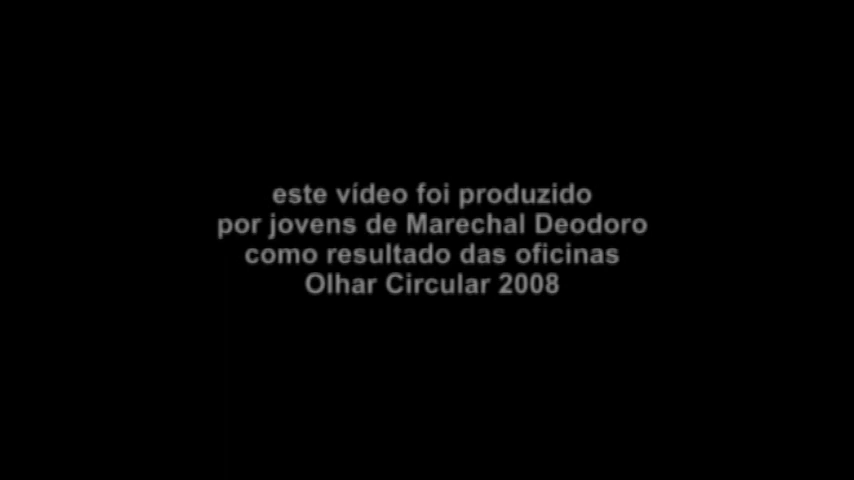 este vídeo foi produzido
por jovens de Marechal Deodoro
como resultado das oficinas
Olhar Circular 2008